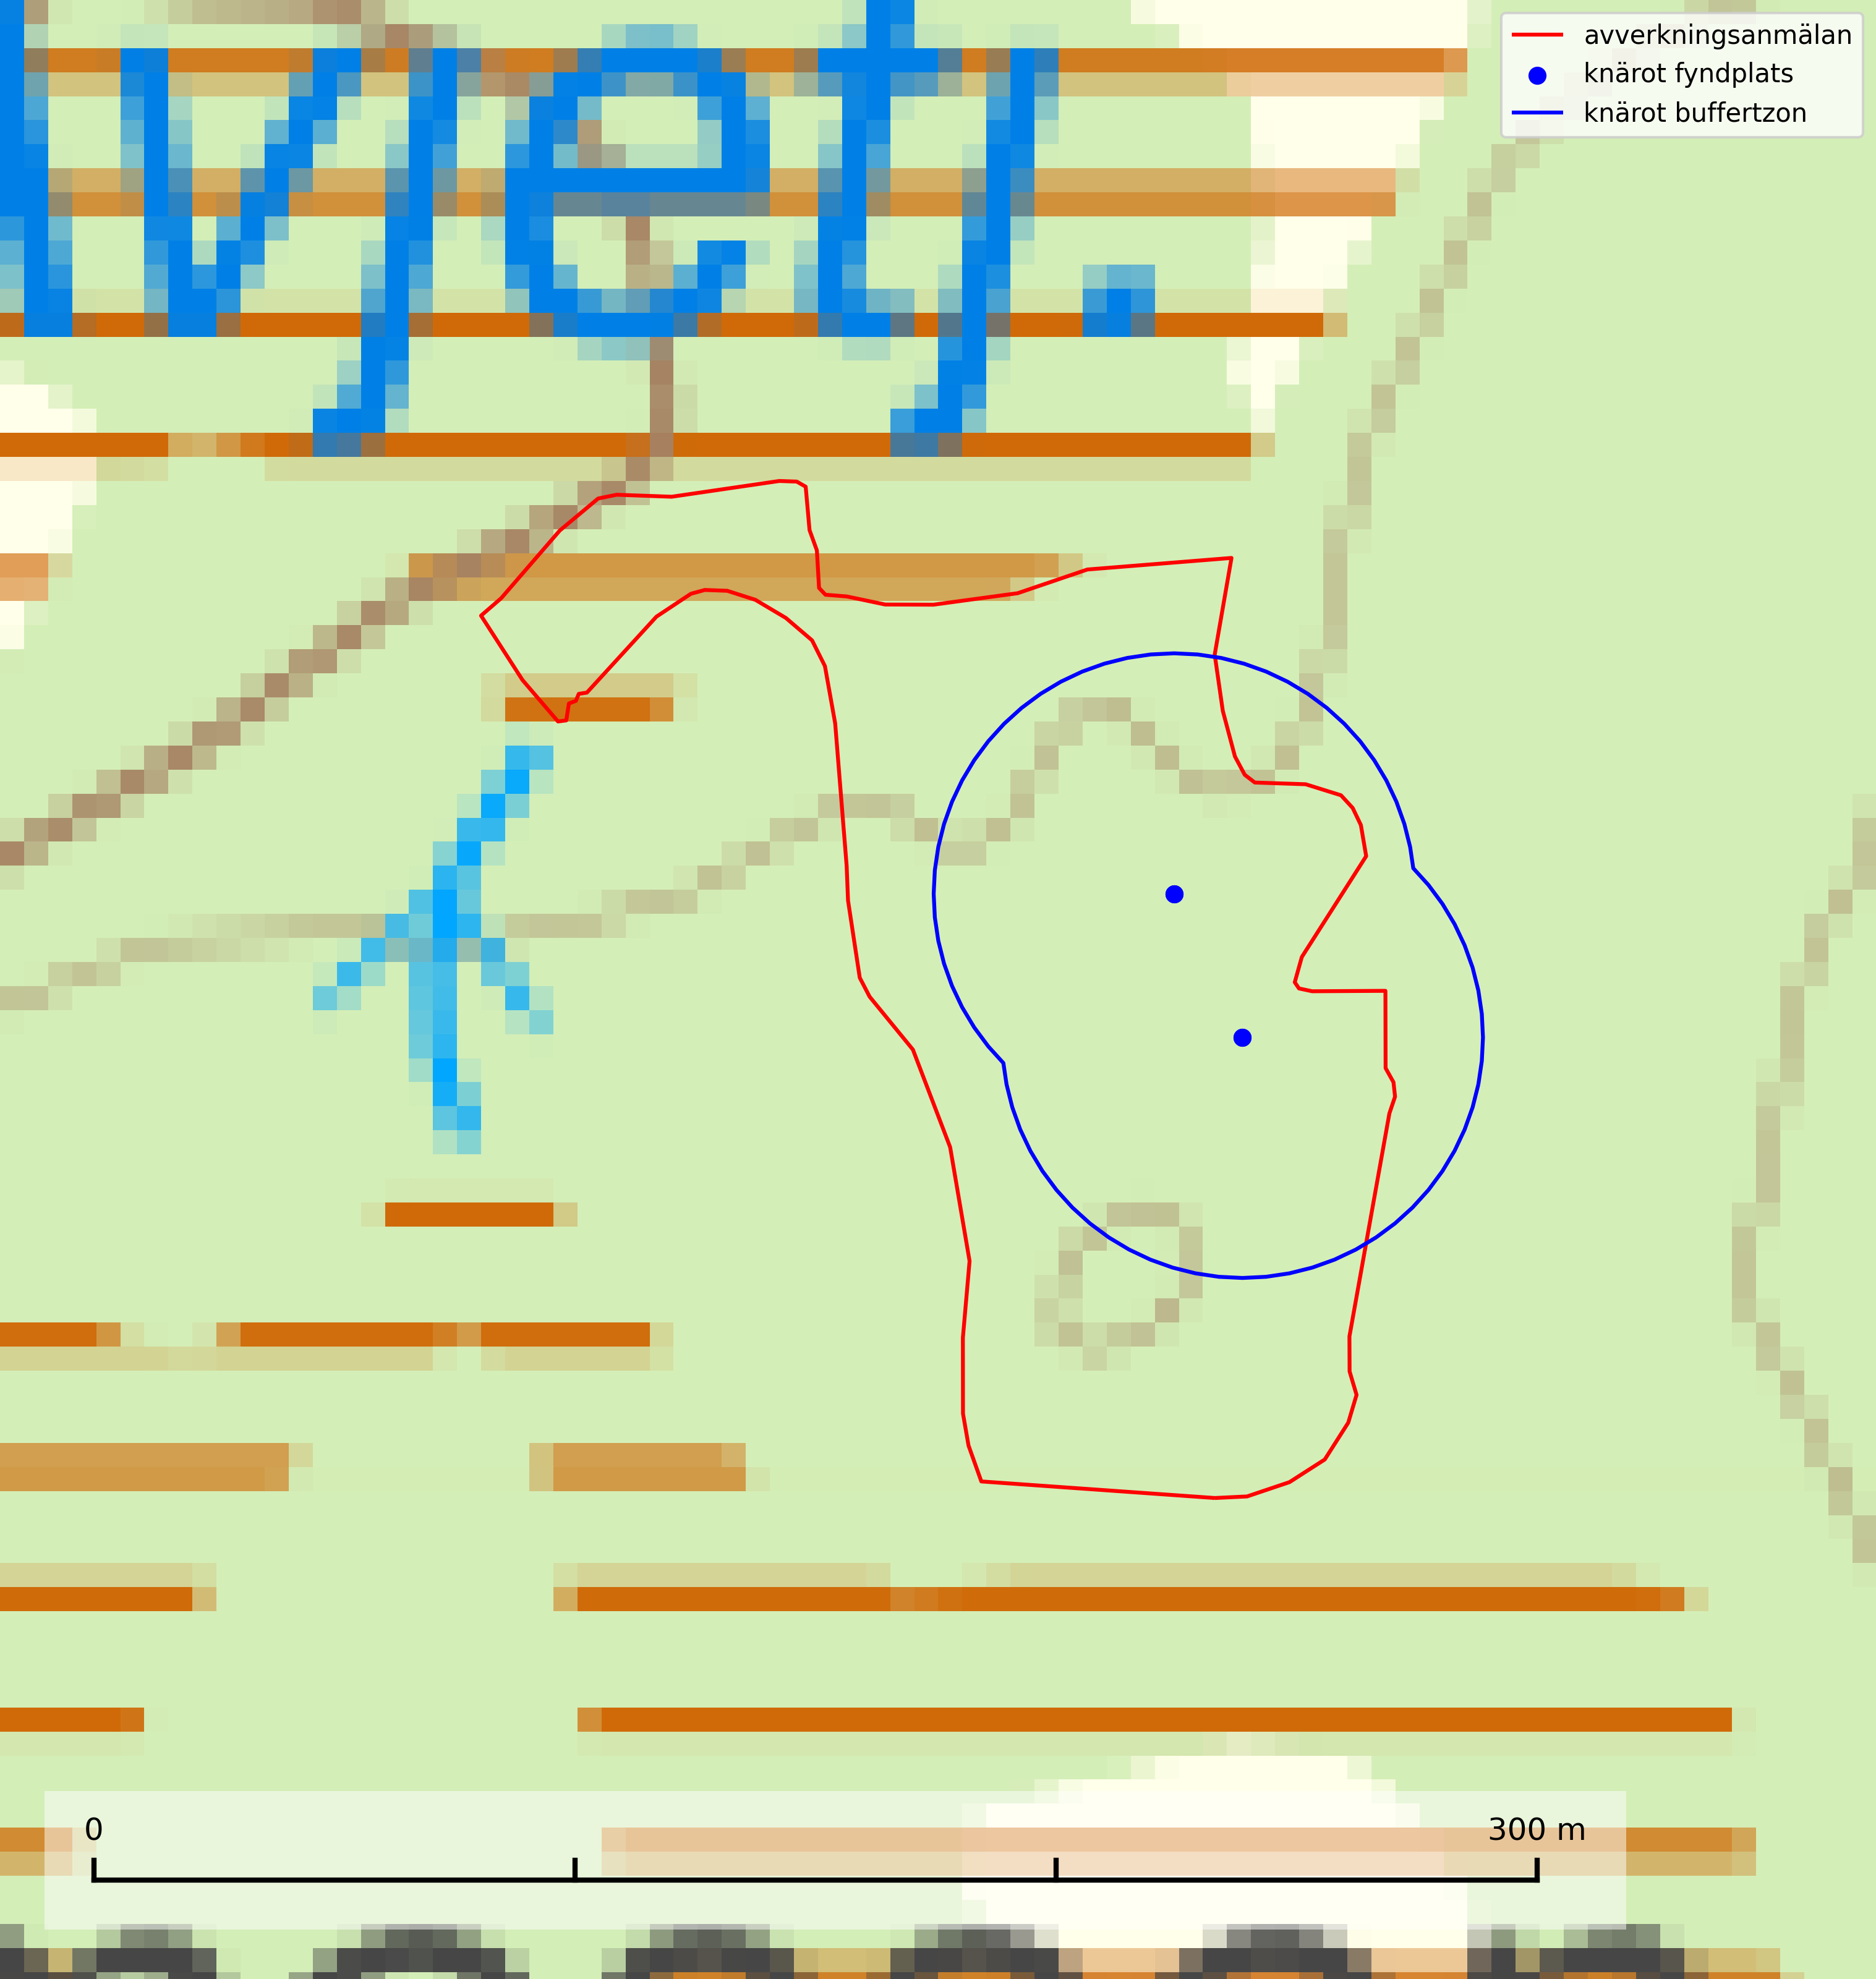 avverkningsanmälan
knärot fyndplats
knärot buffertzon
0 300 m